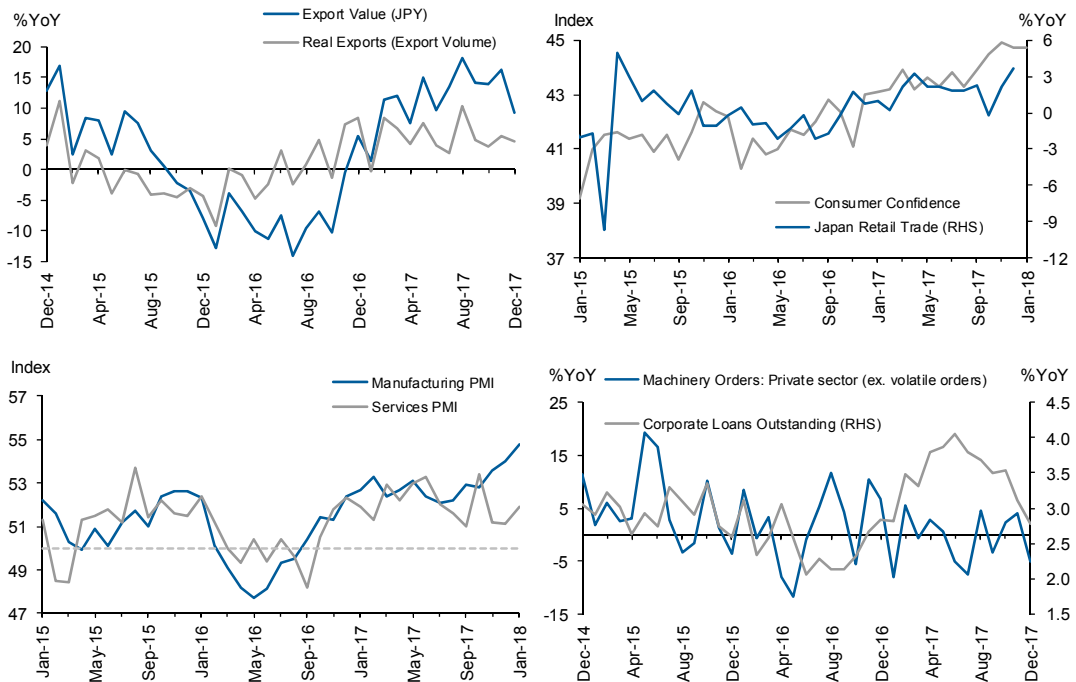 %YoY
Export Value (JPY)
Real Exports (Export Volume)
20
15
10
5
0
-5
-10
-15
Dec-14
Apr-15
Aug-15
Dec-15
Apr-16
Aug-16
Dec-16
Apr-17
Aug-17
Dec-17
Index
%YoY
45
43
41
39
37
6
3
0
-3
-6
-9
-12
Consumer Confidence
Japan Retail Trade (RHS)
Jan-15
May-15
Sep-15
Jan-16
May-16
Sep-16
Jan-17
May-17
Sep-17
Jan-18
Index
Manufacturing PMI
Services PMI
57
55
53
51
49
47
Jan-15
May-15
Sep-15
Jan-16
May-16
Sep-16
Jan-17
May-17
Sep-17
Jan-18
%YoY
Machinery Orders: Private sector (ex. volatile orders)
%YoY
Corporate Loans Outstanding (RHS)
25
15
5
-5
-15
4.5
4.0
3.5
3.0
2.5
2.0
1.5
Dec-14
Apr-15
Aug-15
Dec-15
Apr-16
Aug-16
Dec-16
Apr-17
Aug-17
Dec-17